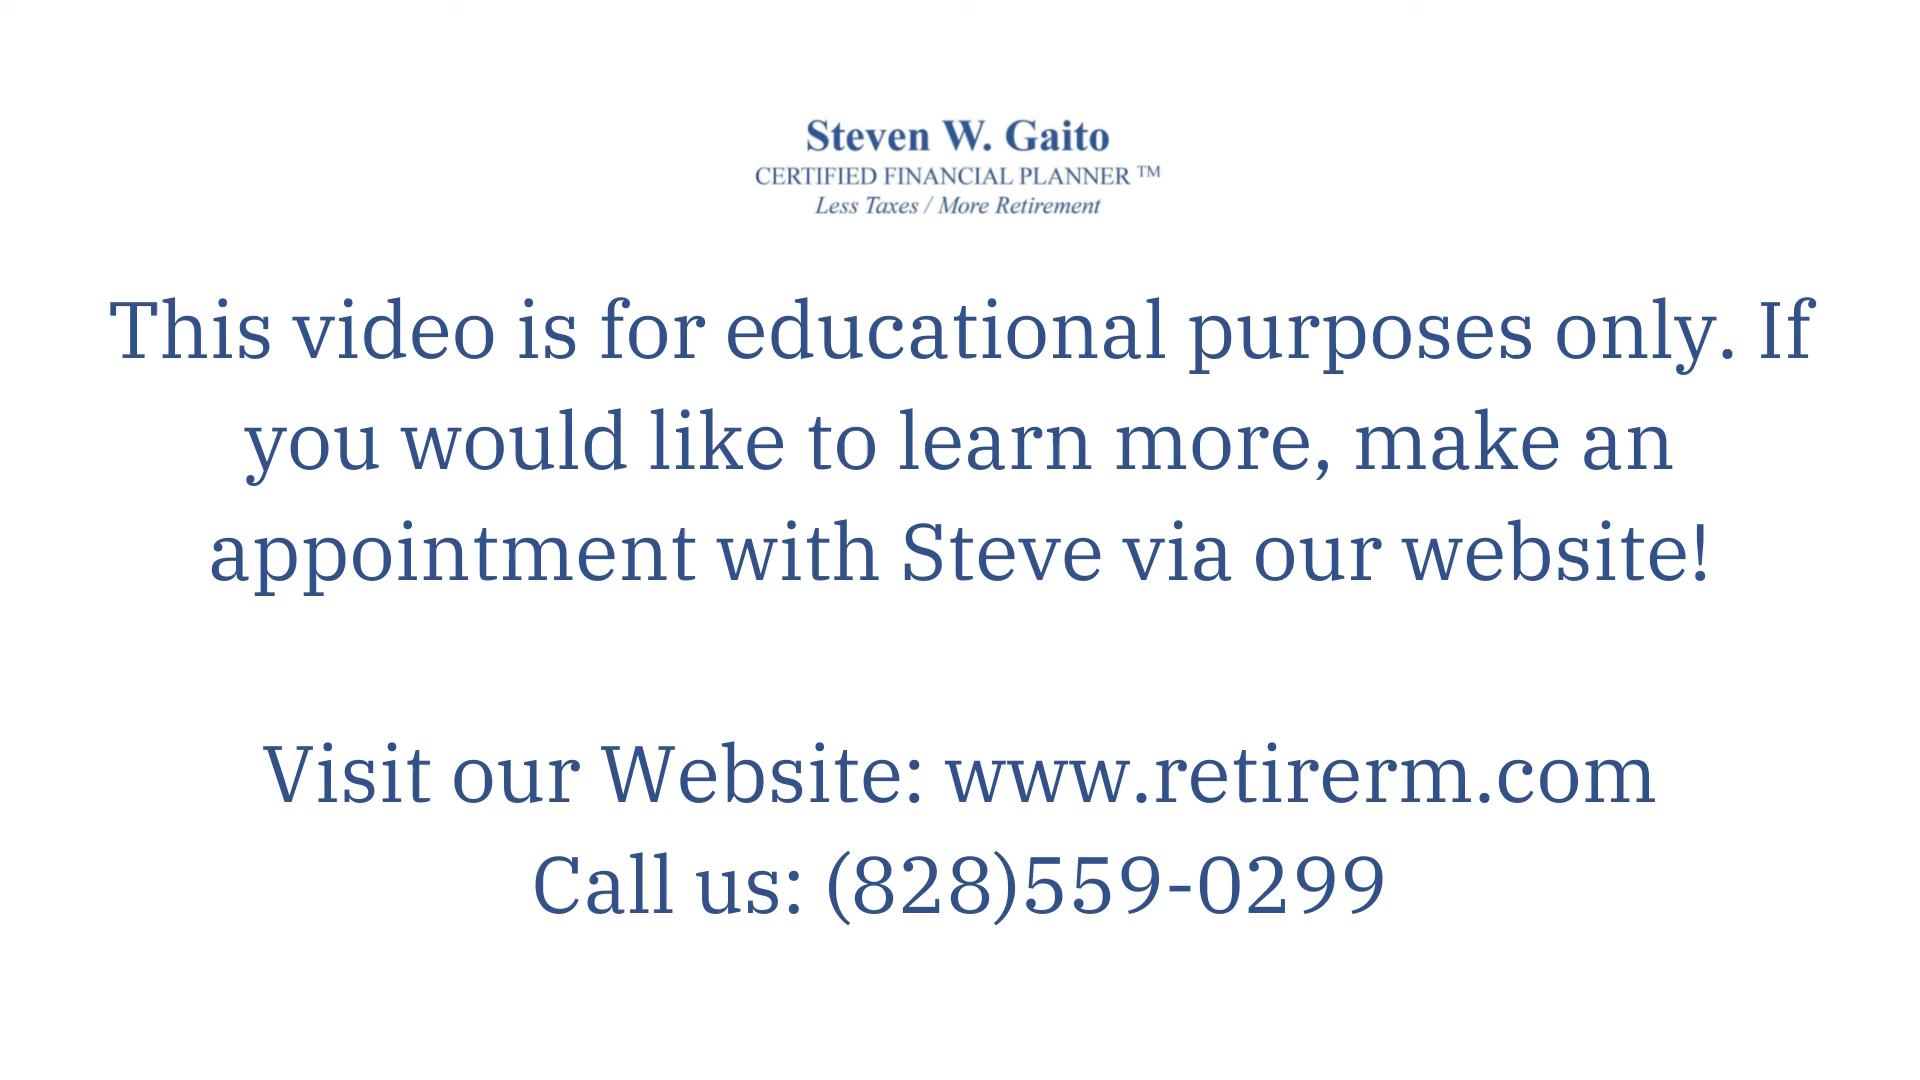 Steven W. Gaito
CERTIFIED FINANCIAL PLANNER ™
Less Taxes / More Retirement
This video is for educational purposes only. If
you would like to learn more, make an
appointment with Steve via our website!
Visit our Website: www.retirerm.com
Call us: (828)559-0299